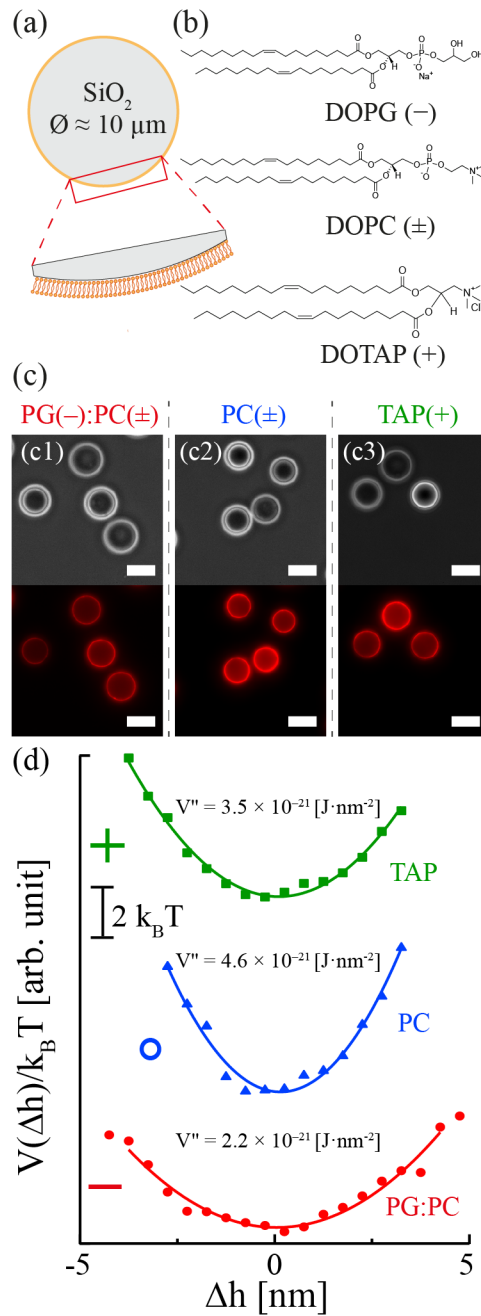 (a)
SiO2
Ø ≈ 10 µm
(b)
O
O
O
P
O
O
OH
OH
O⁻
Na⁺
H
O
DOPG (−)
O
O
O
P
O
O
N⁺
O⁻
H
O
DOPC (±)
O
O
N⁺
Cl
O
H
O
DOTAP (+)
(c)
PG(−):PC(±)
PC(±)
TAP(+)
(c1)
(c2)
(c3)
(d)
V'' = 3.5 × 10⁻²¹ [J·nm⁻²]
+
TAP
2 kBT
V'' = 4.6 × 10⁻²¹ [J·nm⁻²]
PC
V'' = 2.2 × 10⁻²¹ [J·nm⁻²]
−
PG:PC
V(Δh)/kBT [arb. unit]
-5
0
5
Δh [nm]